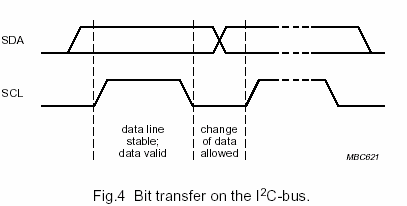 SDA
SCL
data line
stable;
data valid
change
of data
allowed
MBC621
Fig.4 Bit transfer on the I²C-bus.